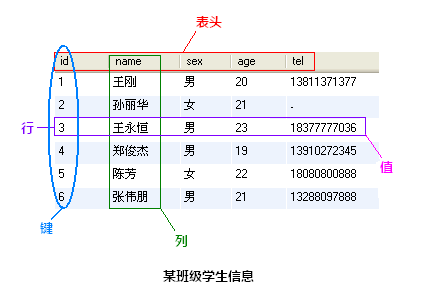 表头
id name sex age tel
1 王刚 男 20 13811371377
2 孙丽华 女 21 .
行 3 王永恒 男 23 18377777036
4 郑俊杰 男 19 13910272345
值
5 陈芳 女 22 18080800888
6 张伟朋 男 21 13288097888
键
列
某班级学生信息